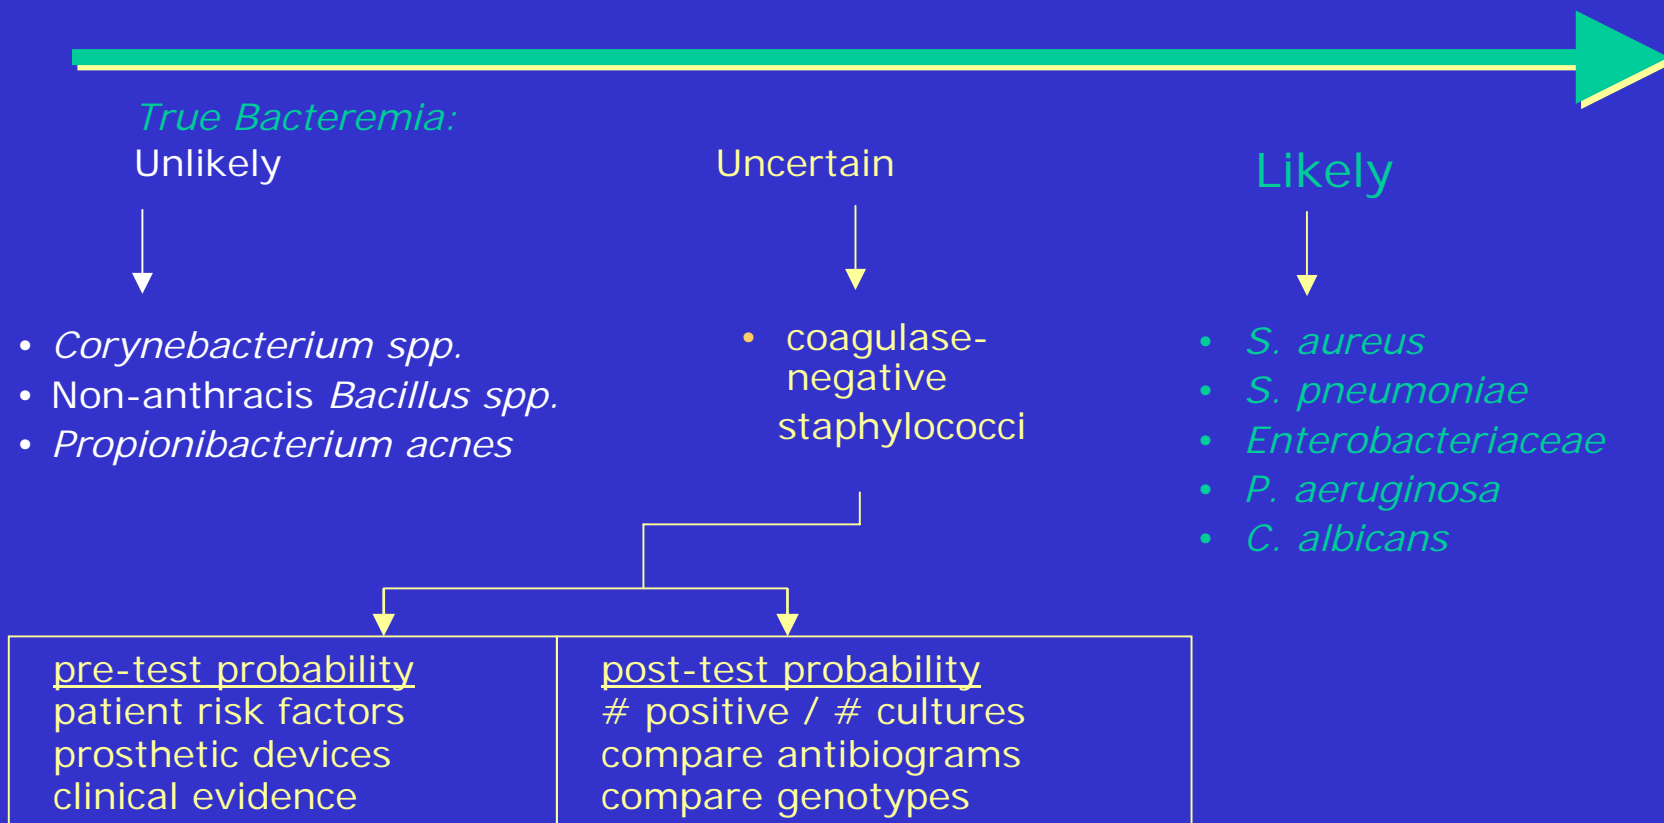 True Bacteremia:
Unlikely
Uncertain
Likely
• Corynebacterium spp.
• Non-anthracis Bacillus spp.
• Propionibacterium acnes
• coagulase-
negative
staphylococci
• S. aureus
• S. pneumoniae
• Enterobacteriaceae
• P. aeruginosa
• C. albicans
pre-test probability
patient risk factors
prosthetic devices
clinical evidence
post-test probability
# positive / # cultures
compare antibiograms
compare genotypes